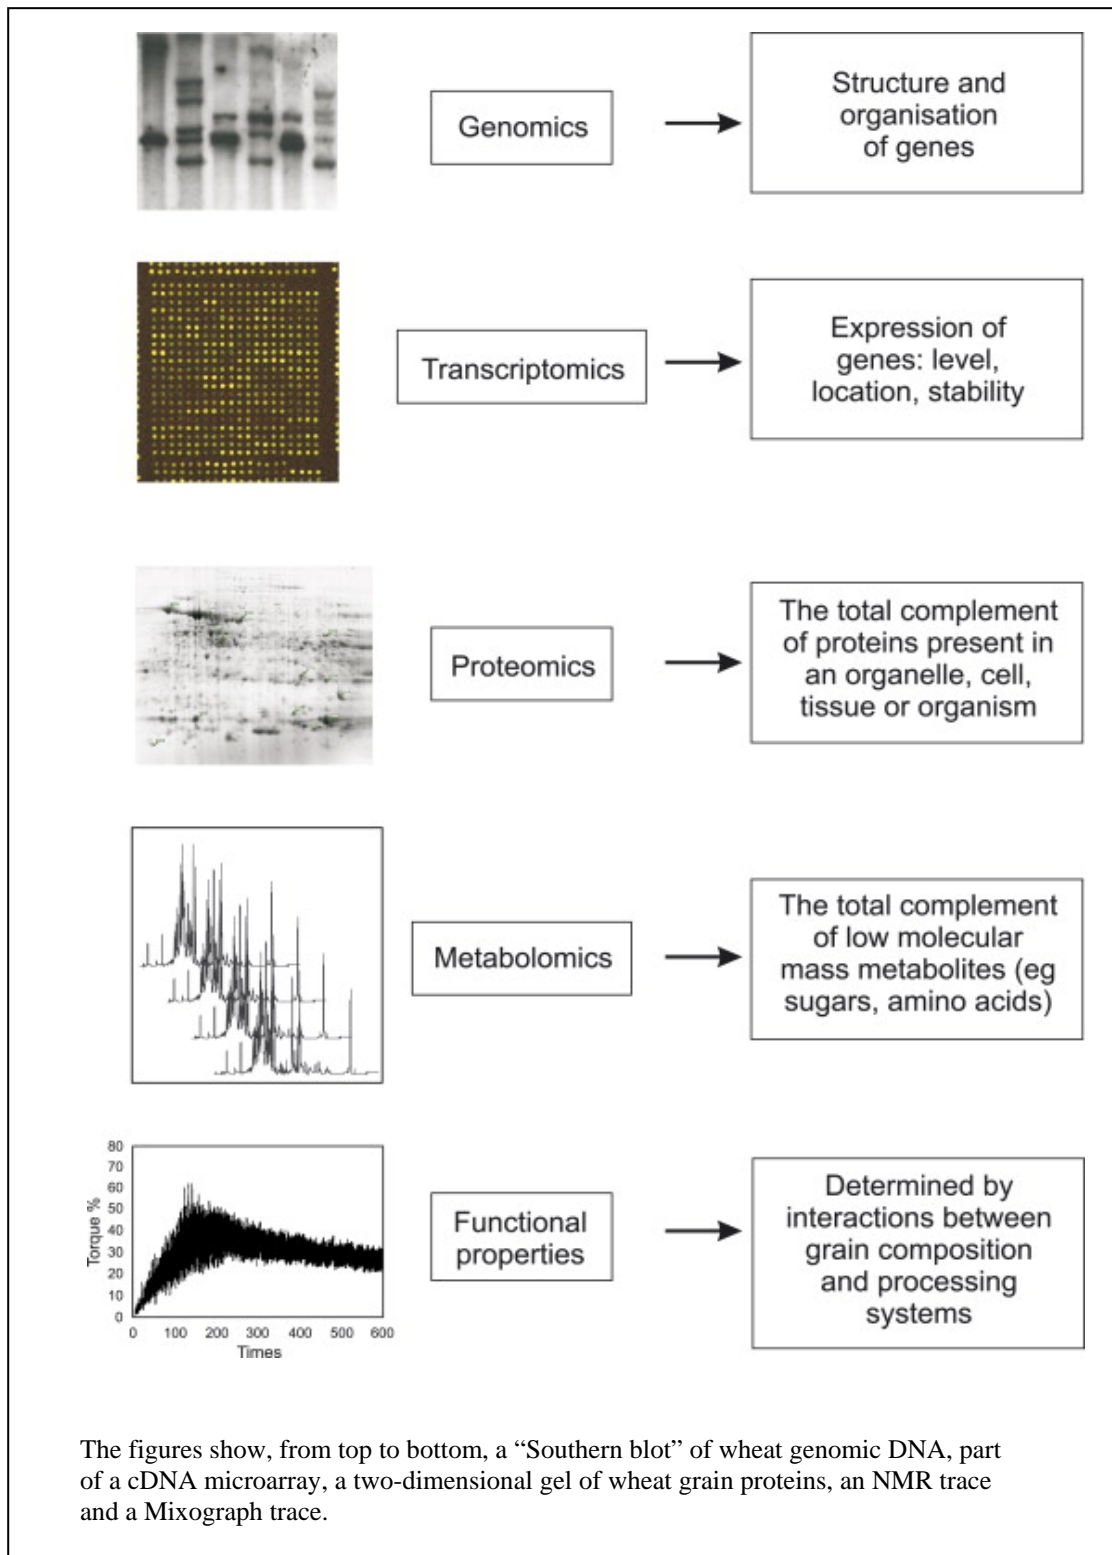 Genomics
Structure and
organisation
of genes
Transcriptomics
Expression of
genes: level,
location, stability
Proteomics
The total complement
of proteins present in
an organelle, cell,
tissue or organism
Metabolomics
The total complement
of low molecular
mass metabolites (eg
sugars, amino acids)
80
70
60
50
40
30
20
10
0
Torque %
0 100 200 300 400 500 600
Times
Functional
properties
Determined by
interactions between
grain composition
and processing
systems
The figures show, from top to bottom, a “Southern blot” of wheat genomic DNA, part
of a cDNA microarray, a two-dimensional gel of wheat grain proteins, an NMR trace
and a Mixograph trace.